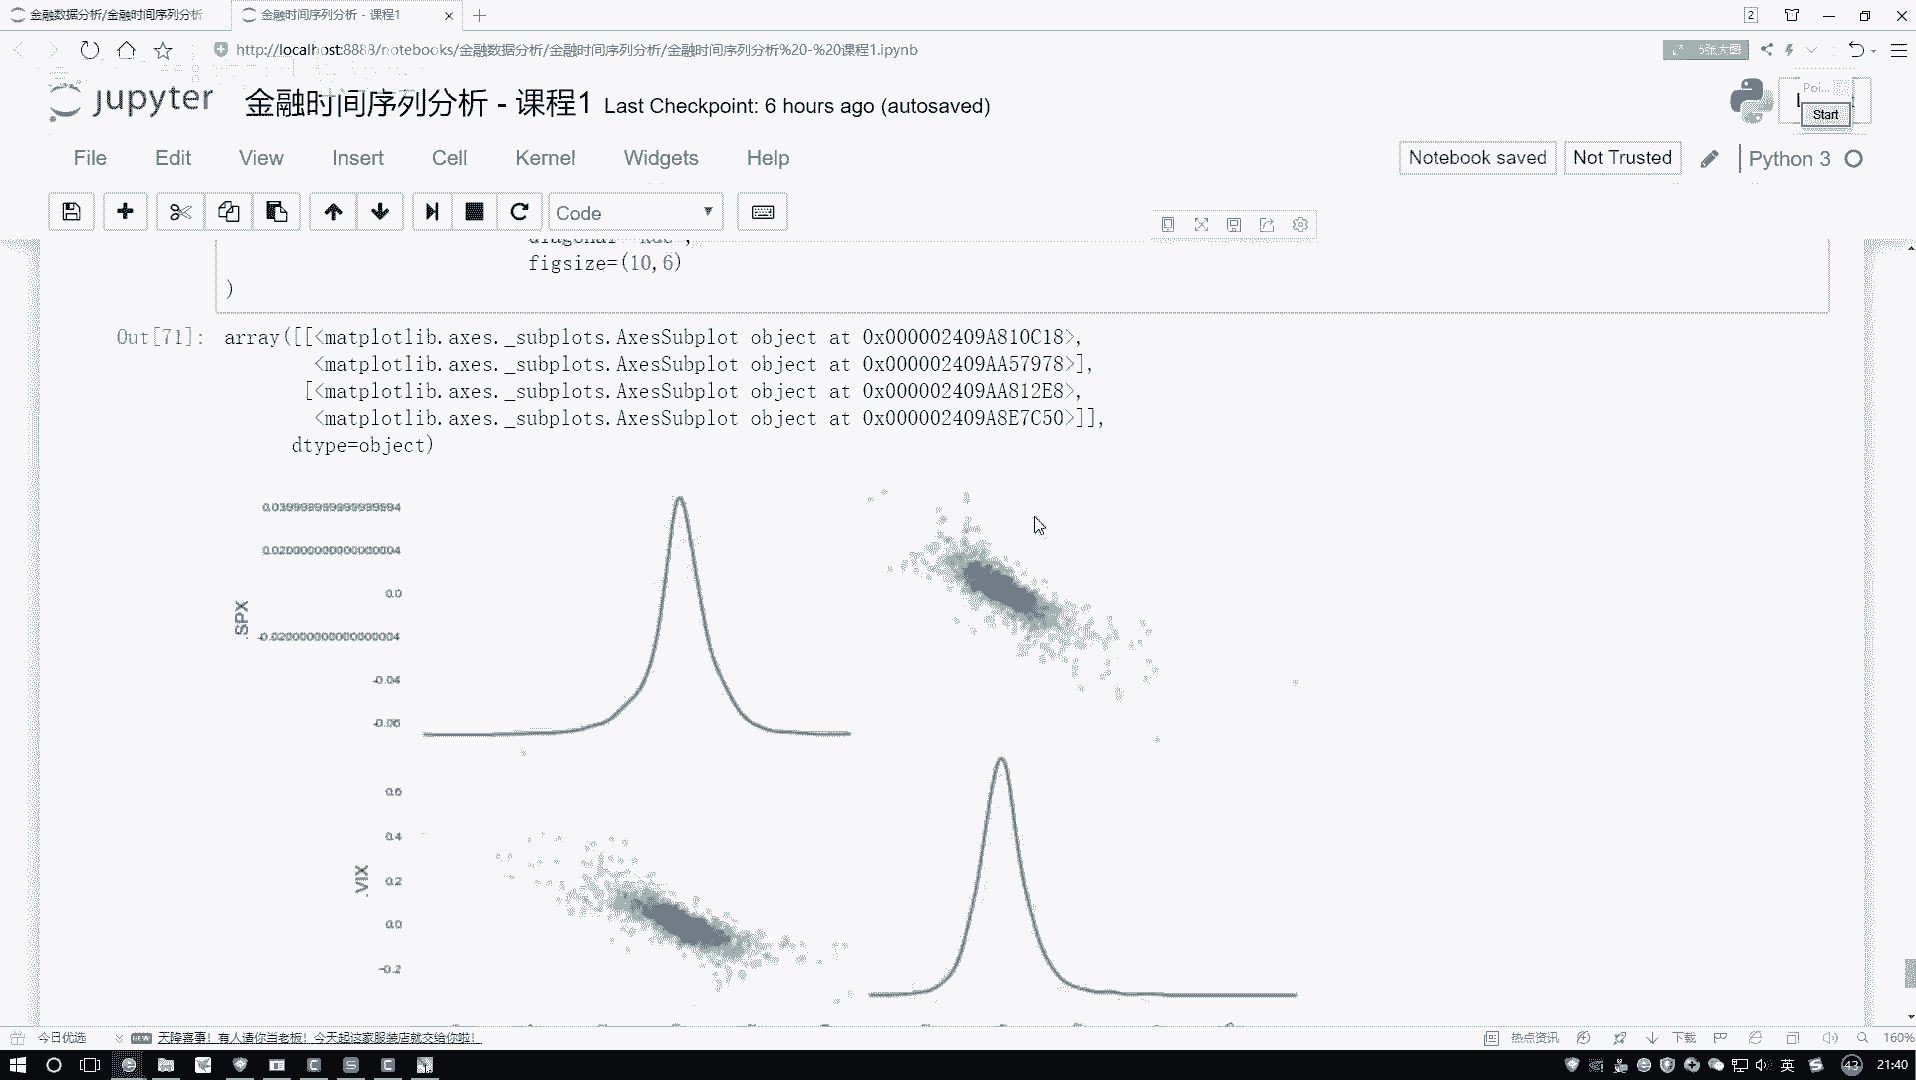 金融数据分析/金融时间序列分析
金融时间序列分析 - 课程1
2
http://localhost:8888/notebooks/金融数据分析/金融时间序列分析/金融时间序列分析%20-%20课程1.ipynb
5张大图
jupyter
金融时间序列分析 - 课程1 Last Checkpoint: 6 hours ago (autosaved)
Poi...
Start
File Edit View Insert Cell Kernel Widgets Help
Notebook saved
Not Trusted
Python 3
Code
figsize=(10,6)
)
Out[71]: array([[<matplotlib.axes._subplots.AxesSubplot object at 0x000002409A810C18>,
<matplotlib.axes._subplots.AxesSubplot object at 0x000002409AA57978>],
[<matplotlib.axes._subplots.AxesSubplot object at 0x000002409AA812E8>,
<matplotlib.axes._subplots.AxesSubplot object at 0x000002409A8E7C50>]],
dtype=object)
0.020000000000000004
0.0
.SPX
-0.020000000000000004
-0.04
-0.06
0.6
0.4
.VIX
0.2
0.0
-0.2
今日优选
NEW
天降喜事！有人请你当老板！今天起这家服装店就交给你啦！
热点资讯
下载
160%
英
43
21:40